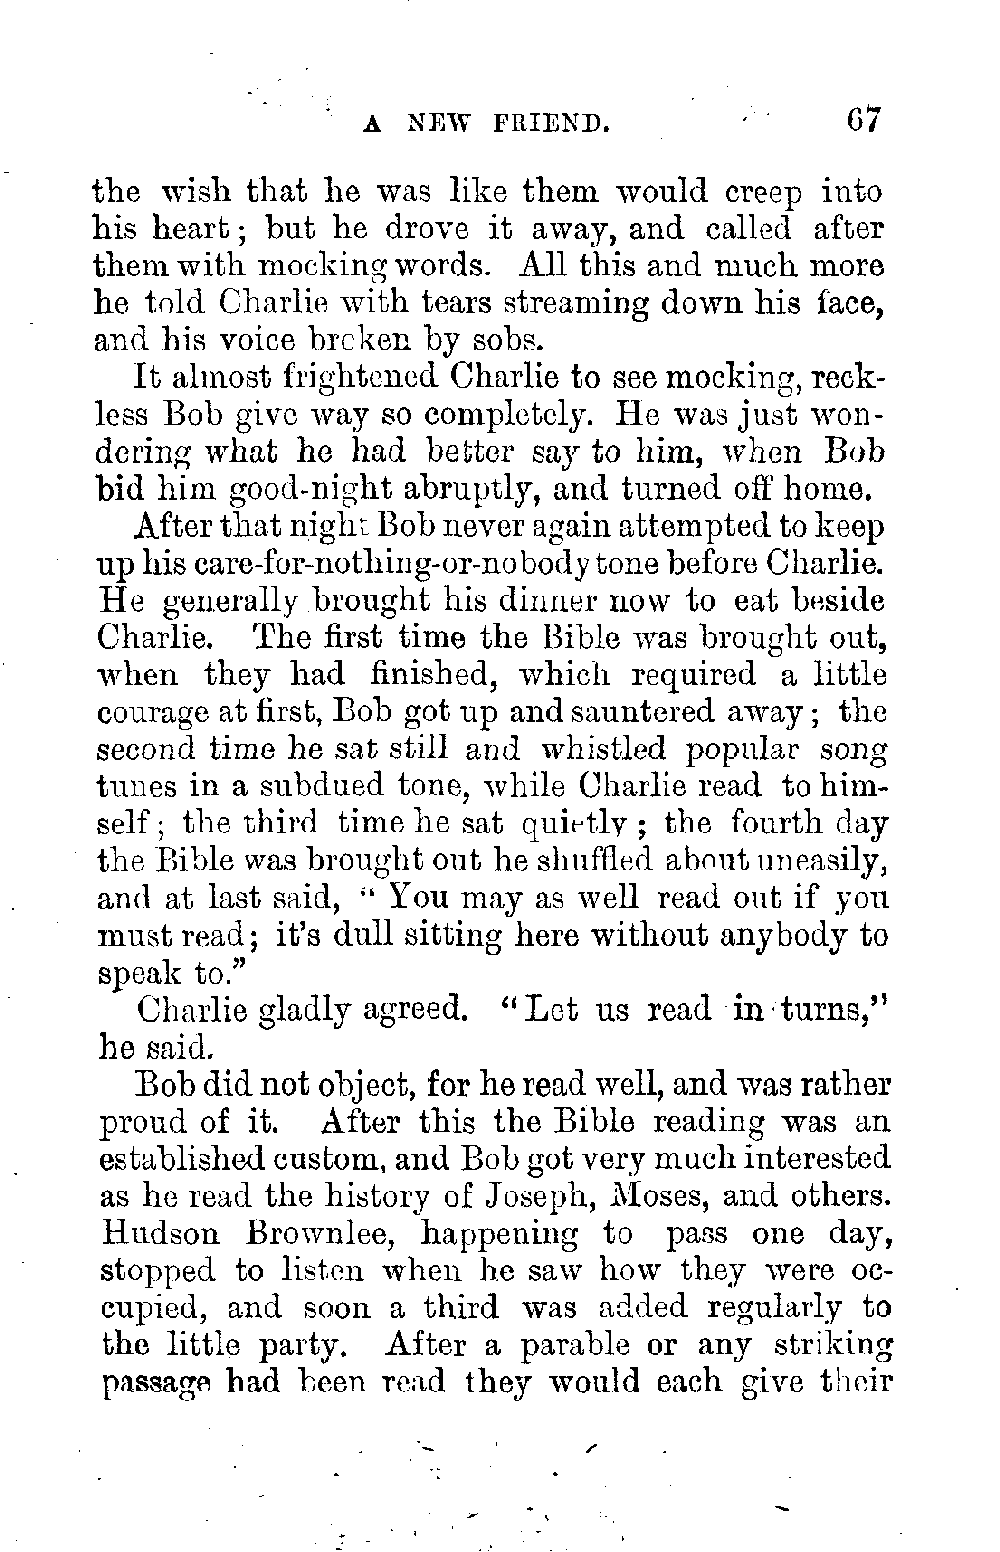 A NEW FRIEND. 67
the wish that he was like them would creep into
his heart; but he drove it away, and called after
them with mocking words. All this and much more
he told Charlie with tears streaming down his face,
and his voice broken by sobs.
It almost frightened Charlie to see mocking, reck-
less Bob give way so completely. He was just won-
dering what he had better say to him, when Bob
bid him good-night abruptly, and turned off home.
After that night Bob never again attempted to keep
up his care-for-nothing-or-nobody tone before Charlie.
He generally brought his dinner now to eat beside
Charlie. The first time the Bible was brought out,
when they had finished, which required a little
courage at first, Bob got up and sauntered away; the
second time he sat still and whistled popular song
tunes in a subdued tone, while Charlie read to him-
self; the third time he sat quietly; the fourth day
the Bible was brought out he shuffled about uneasily,
and at last said, "You may as well read out if you
must read; it's dull sitting here without anybody to
speak to."
Charlie gladly agreed. "Let us read in turns,"
he said.
Bob did not object, for he read well, and was rather
proud of it. After this the Bible reading was an
established custom, and Bob got very much interested
as he read the history of Joseph, Moses, and others.
Hudson Brownlee, happening to pass one day,
stopped to listen when he saw how they were oc-
cupied, and soon a third was added regularly to
the little party. After a parable or any striking
passage had been read they would each give their